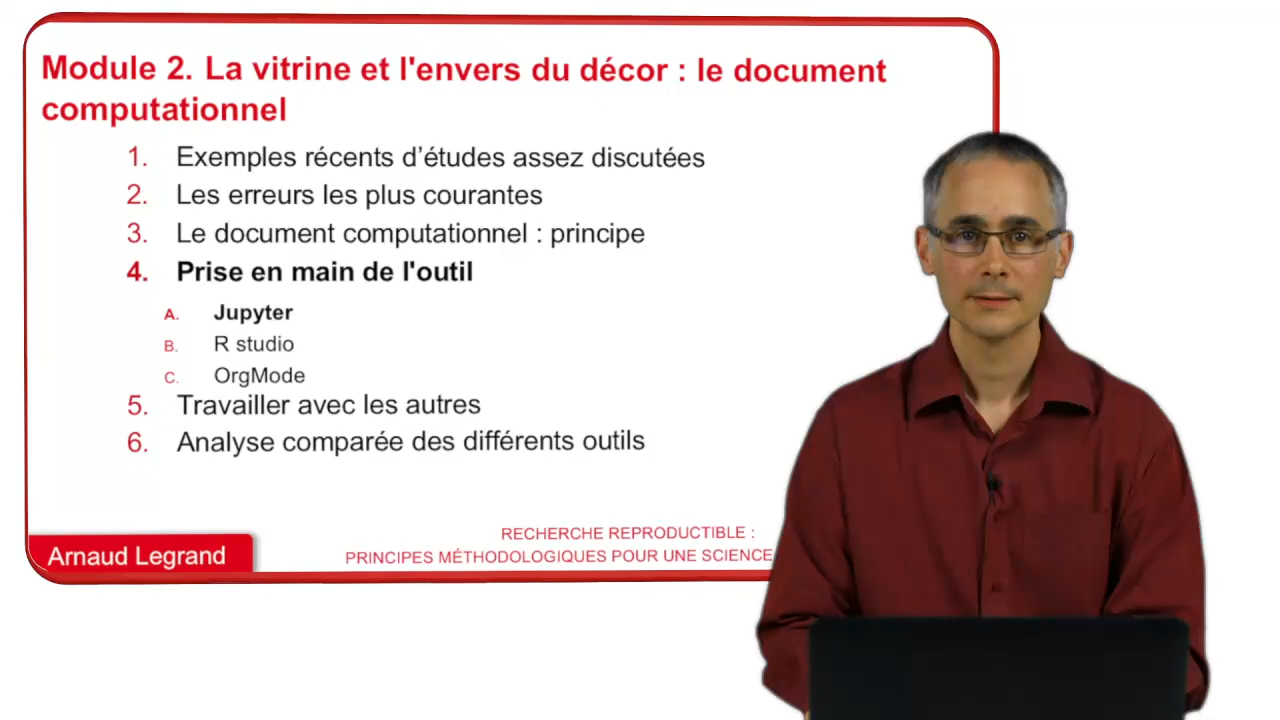 Module 2. La vitrine et l'envers du décor : le document
computationnel
1. Exemples récents d’études assez discutées
2. Les erreurs les plus courantes
3. Le document computationnel : principe
4. Prise en main de l'outil
A. Jupyter
B. R studio
C. OrgMode
5. Travailler avec les autres
6. Analyse comparée des différents outils
RECHERCHE REPRODUCTIBLE :
Arnaud Legrand
PRINCIPES MÉTHODOLOGIQUES POUR UNE SCIENCE